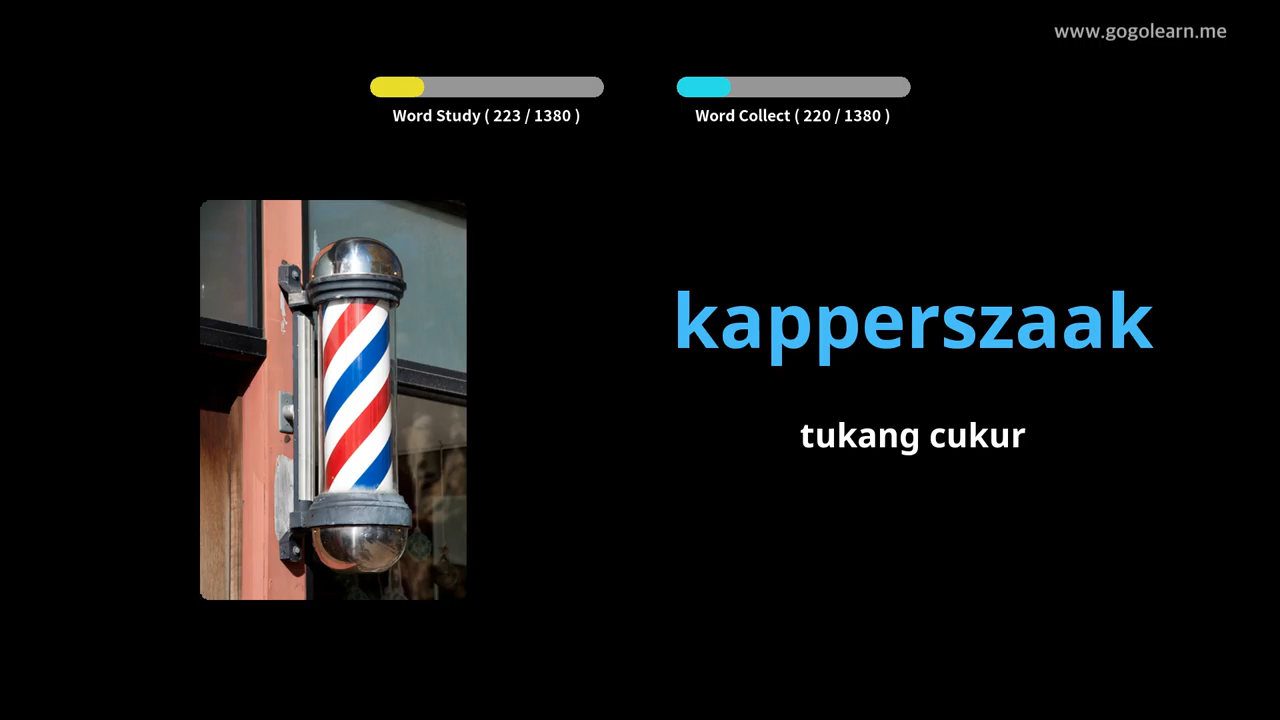 www.gogolearn.me
Word Study ( 223 / 1380 )
Word Collect ( 220 / 1380 )
kapperszaak
tukang cukur